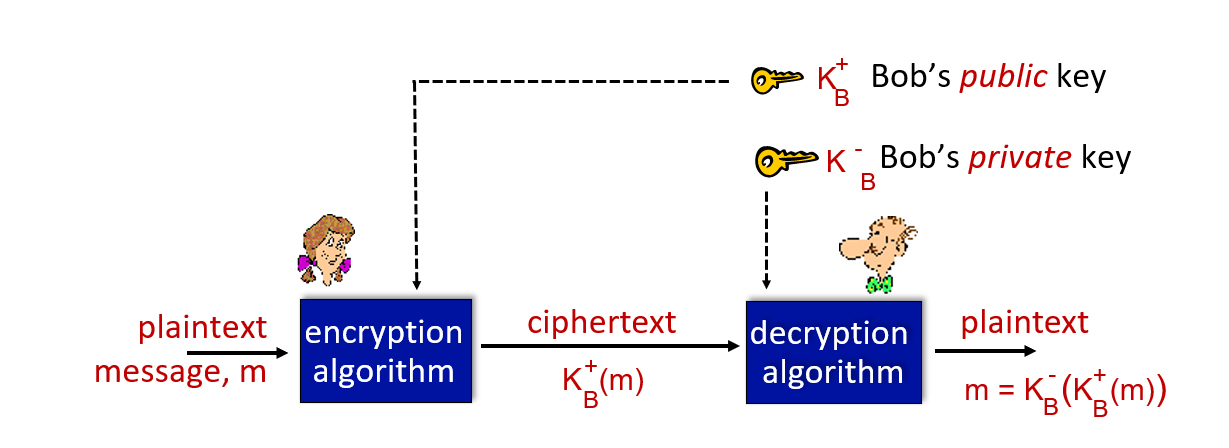 K_B^+ Bob’s public key
K_B^- Bob’s private key
plaintext
message, m
encryption
algorithm
ciphertext
K_B^+(m)
decryption
algorithm
plaintext
m = K_B^-(K_B^+(m))